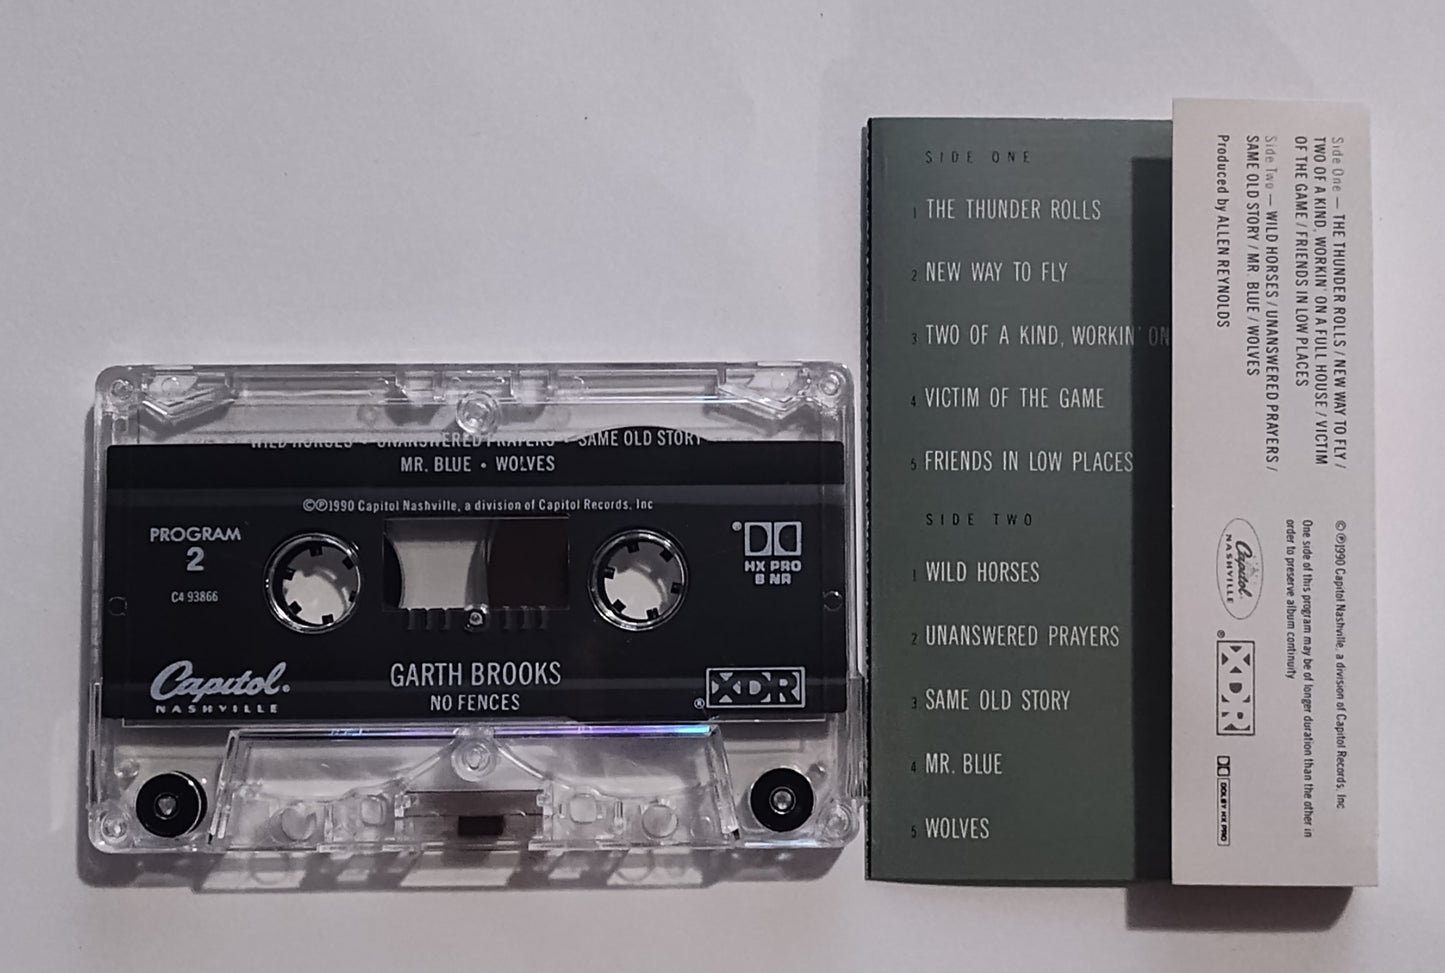 WILD HORSES • UNANSWERED PRAYERS • SAME OLD STORY
MR. BLUE • WOLVES
©℗1990 Capitol Nashville, a division of Capitol Records, Inc
PROGRAM
2
C4 93866
® DD
HX PRO
B NR
Capitol®
NASHVILLE
GARTH BROOKS
NO FENCES
® XDR
SIDE ONE
1 THE THUNDER ROLLS
2 NEW WAY TO FLY
3 TWO OF A KIND, WORKIN' ON
4 VICTIM OF THE GAME
5 FRIENDS IN LOW PLACES
SIDE TWO
1 WILD HORSES
2 UNANSWERED PRAYERS
3 SAME OLD STORY
4 MR. BLUE
5 WOLVES
Side One — THE THUNDER ROLLS / NEW WAY TO FLY /
TWO OF A KIND, WORKIN' ON A FULL HOUSE / VICTIM
OF THE GAME / FRIENDS IN LOW PLACES
Side Two — WILD HORSES / UNANSWERED PRAYERS /
SAME OLD STORY / MR. BLUE / WOLVES
Produced by ALLEN REYNOLDS
© ℗1990 Capitol Nashville, a division of Capitol Records, Inc
One side of this program may be of longer duration than the other in
order to preserve album continuity
Capitol
NASHVILLE
® XDR
DOLBY HX PRO